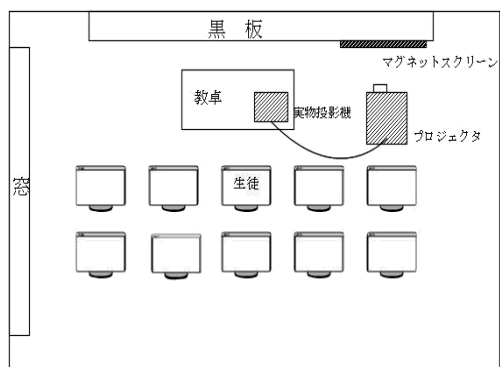 黒 板
マグネットスクリーン
教卓
実物投影機
プロジェクタ
生徒
窓